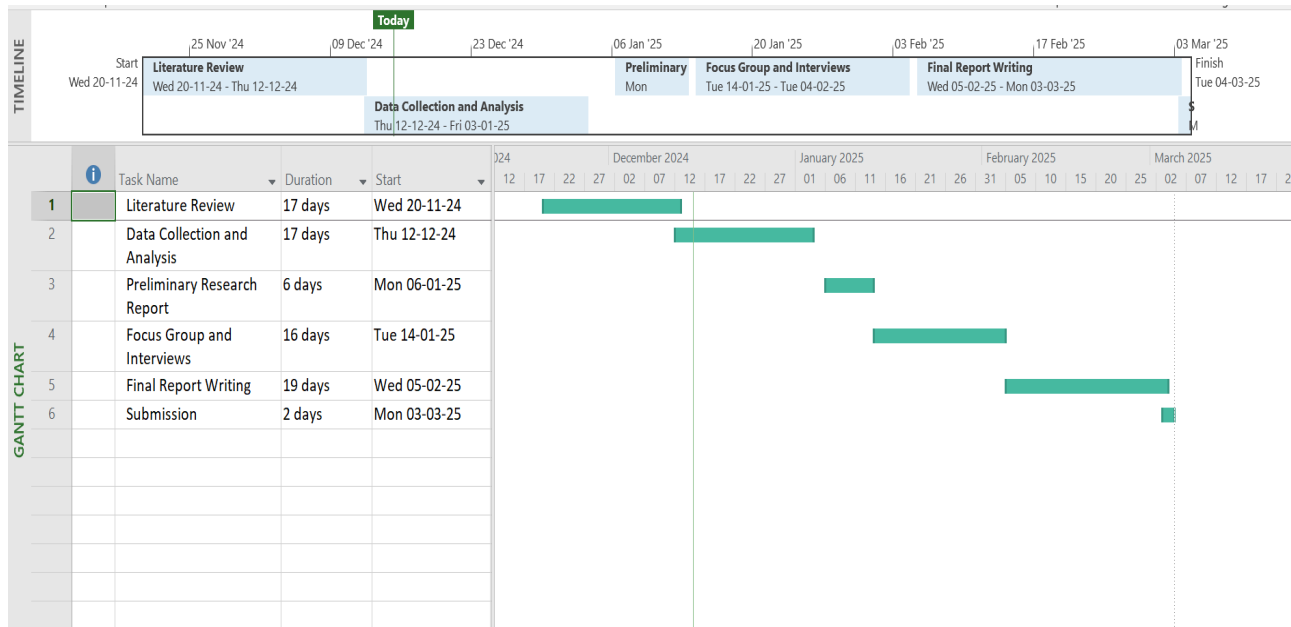 Today
25 Nov '24 09 Dec '24 23 Dec '24 06 Jan '25 20 Jan '25 03 Feb '25 17 Feb '25 03 Mar '25
TIMELINE
Start
Wed 20-11-24
Literature Review
Wed 20-11-24 - Thu 12-12-24
Data Collection and Analysis
Thu 12-12-24 - Fri 03-01-25
Preliminary
Mon
Focus Group and Interviews
Tue 14-01-25 - Tue 04-02-25
Final Report Writing
Wed 05-02-25 - Mon 03-03-25
S
M
Finish
Tue 04-03-25
GANTT CHART
i Task Name Duration Start
024 December 2024 January 2025 February 2025 March 2025
12 17 22 27 02 07 12 17 22 27 01 06 11 16 21 26 31 05 10 15 20 25 02 07 12 17 2
1 Literature Review 17 days Wed 20-11-24
2 Data Collection and 17 days Thu 12-12-24
Analysis
3 Preliminary Research 6 days Mon 06-01-25
Report
4 Focus Group and 16 days Tue 14-01-25
Interviews
5 Final Report Writing 19 days Wed 05-02-25
6 Submission 2 days Mon 03-03-25